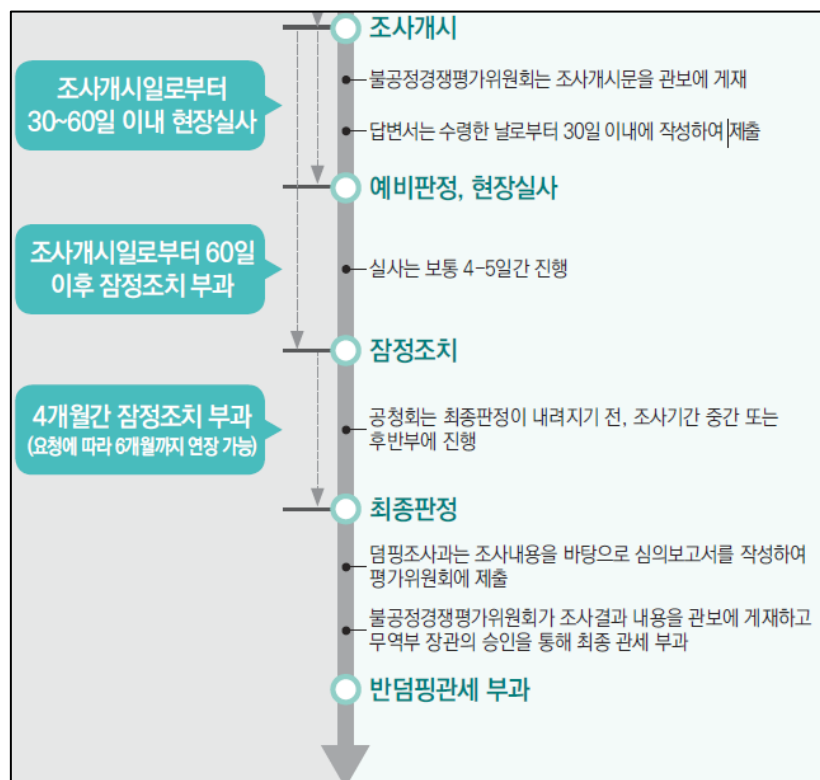 조사개시
불공정경쟁평가위원회는 조사개시문을 관보에 게재
조사개시일로부터
30~60일 이내 현장실사
답변서는 수령한 날로부터 30일 이내에 작성하여 제출
예비판정, 현장실사
조사개시일로부터 60일
이후 잠정조치 부과
실사는 보통 4-5일간 진행
잠정조치
4개월간 잠정조치 부과
(요청에 따라 6개월까지 연장 가능)
공청회는 최종판정이 내려지기 전, 조사기간 중간 또는
후반부에 진행
최종판정
덤핑조사과는 조사내용을 바탕으로 심의보고서를 작성하여
평가위원회에 제출
불공정경쟁평가위원회가 조사결과 내용을 관보에 게재하고
무역부 장관의 승인을 통해 최종 관세 부과
반덤핑관세 부과